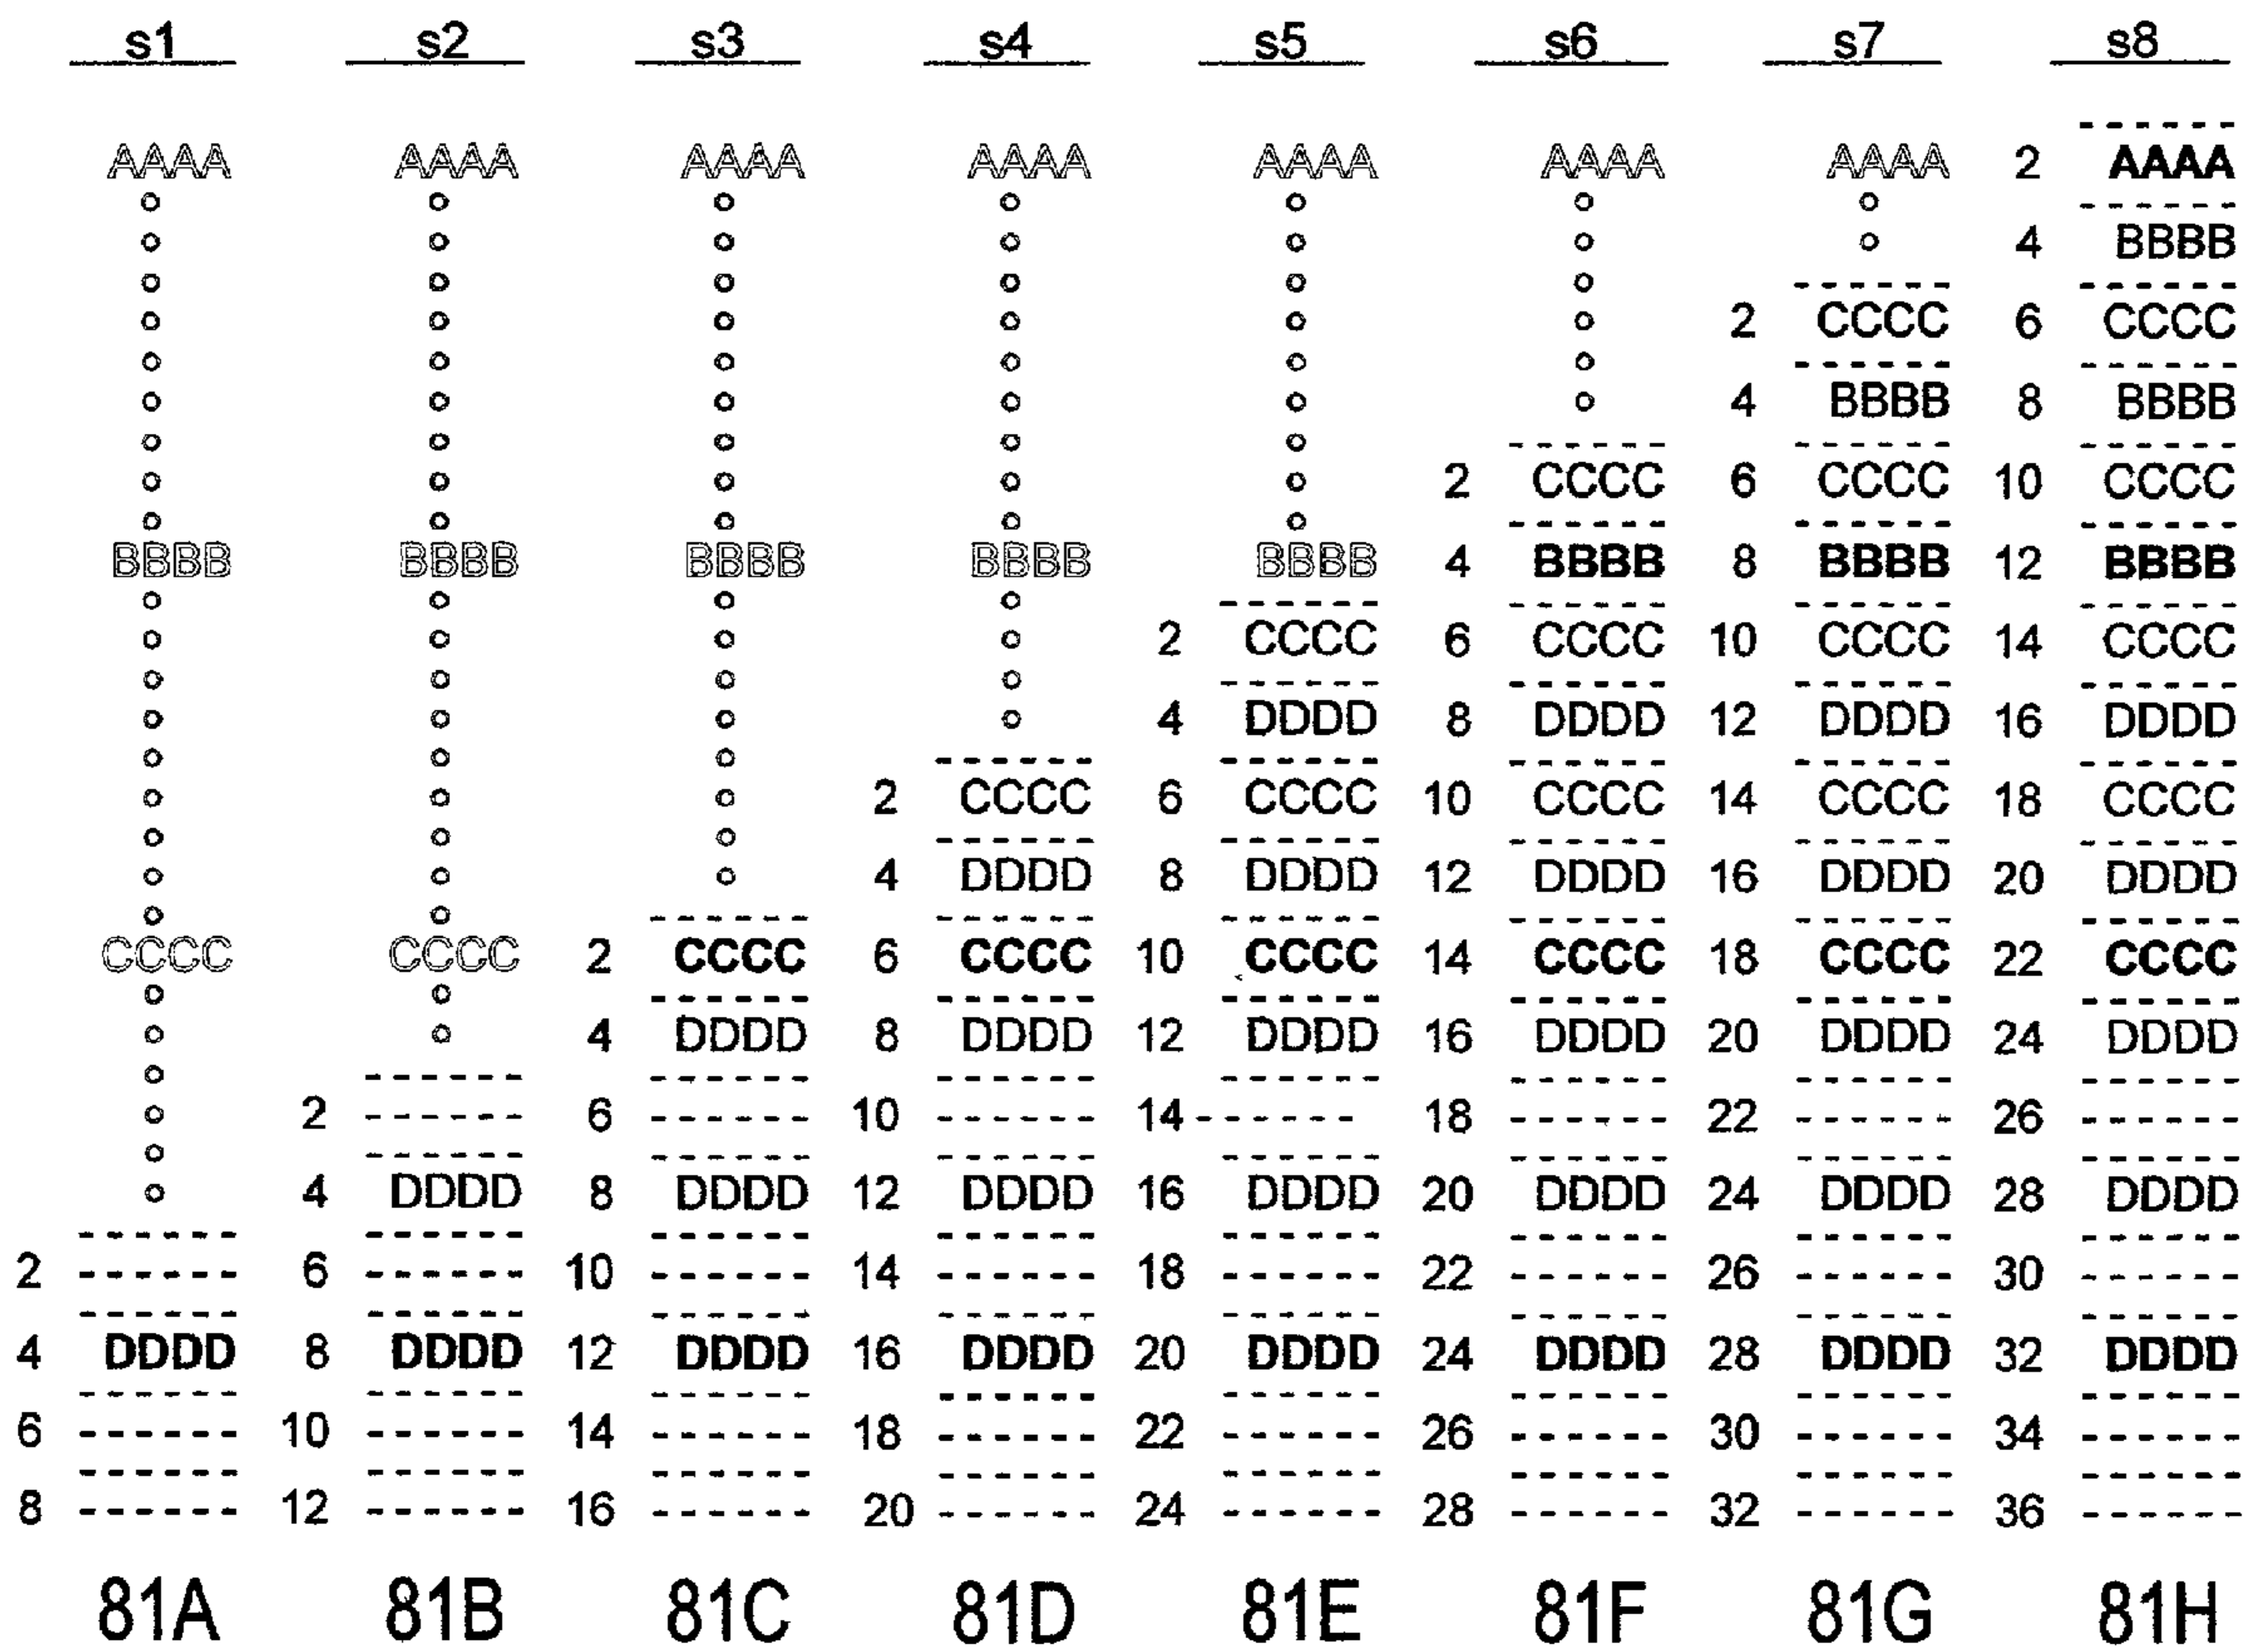 s1 s2 s3 s4 s5 s6 s7 s8
AAAA AAAA AAAA AAAA AAAA AAAA AAAA 2 AAAA
4 BBBB
2 CCCC 6 CCCC
4 BBBB 8 BBBB
2 CCCC 6 CCCC 10 CCCC
BBBB BBBB BBBB BBBB BBBB 4 BBBB 8 BBBB 12 BBBB
2 CCCC 6 CCCC 10 CCCC 14 CCCC
4 DDDD 8 DDDD 12 DDDD 16 DDDD
2 CCCC 6 CCCC 10 CCCC 14 CCCC 18 CCCC
4 DDDD 8 DDDD 12 DDDD 16 DDDD 20 DDDD
CCCC CCCC 2 CCCC 6 CCCC 10 CCCC 14 CCCC 18 CCCC 22 CCCC
4 DDDD 8 DDDD 12 DDDD 16 DDDD 20 DDDD 24 DDDD
2 ------ 6 ------ 10 ------ 14 ------ 18 ------ 22 ------ 26 ------
4 DDDD 8 DDDD 12 DDDD 16 DDDD 20 DDDD 24 DDDD 28 DDDD
2 ------ 6 ------ 10 ------ 14 ------ 18 ------ 22 ------ 26 ------ 30 ------
4 DDDD 8 DDDD 12 DDDD 16 DDDD 20 DDDD 24 DDDD 28 DDDD 32 DDDD
6 ------ 10 ------ 14 ------ 18 ------ 22 ------ 26 ------ 30 ------ 34 ------
8 ------ 12 ------ 16 ------ 20 ------ 24 ------ 28 ------ 32 ------ 36 ------
81A 81B 81C 81D 81E 81F 81G 81H